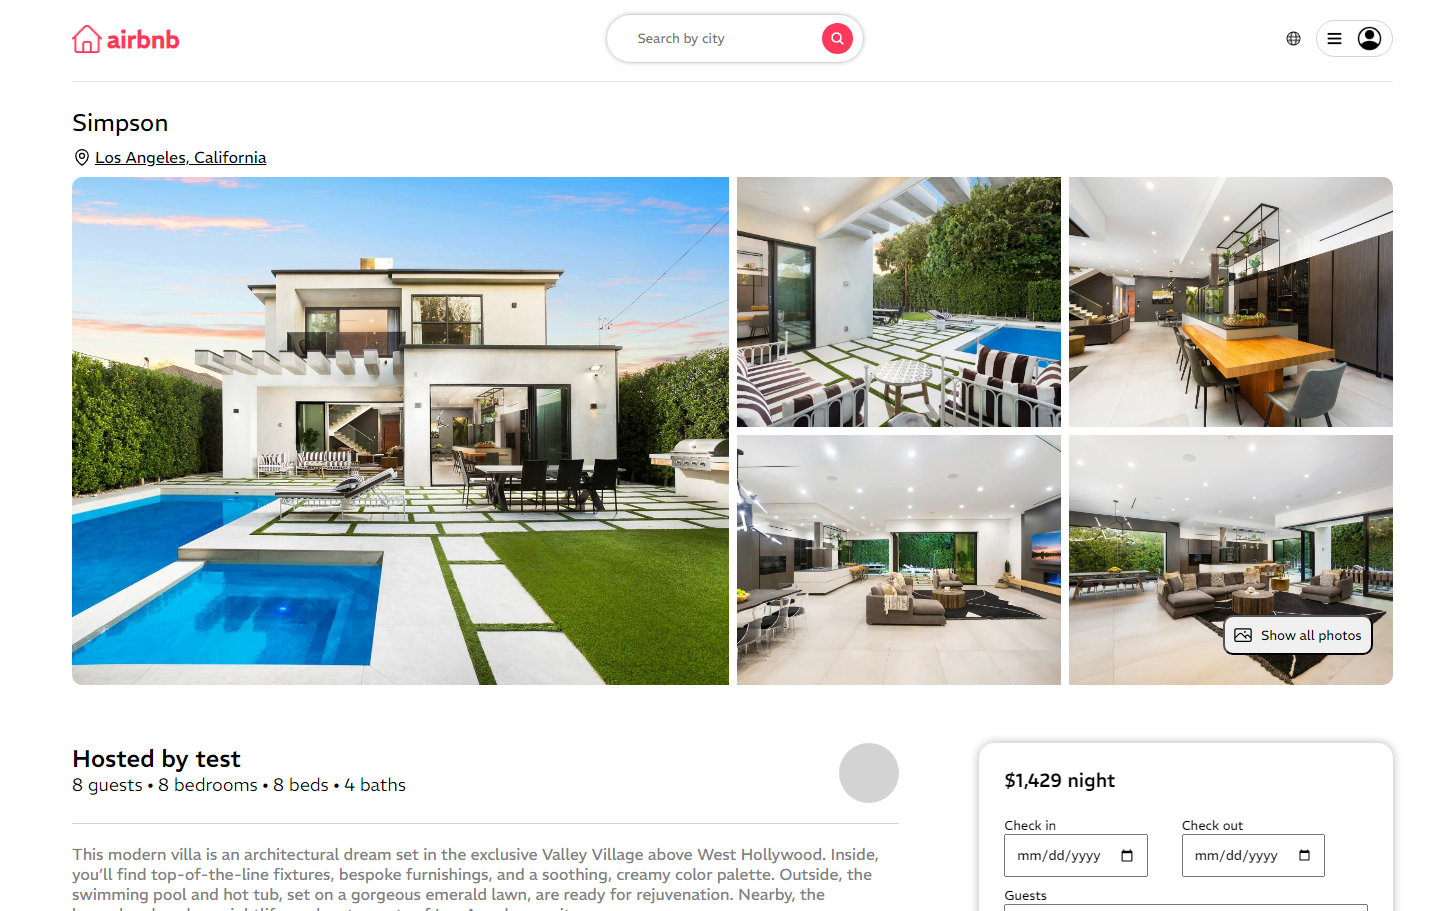 airbnb
Search by city
Simpson
Los Angeles, California
Show all photos
Hosted by test
8 guests • 8 bedrooms • 8 beds • 4 baths
This modern villa is an architectural dream set in the exclusive Valley Village above West Hollywood. Inside,
you'll find top-of-the-line fixtures, bespoke furnishings, and a soothing, creamy color palette. Outside, the
swimming pool and hot tub, set on a gorgeous emerald lawn, are ready for rejuvenation. Nearby, the
$1,429 night
Check in
Check out
mm/dd/yyyy
mm/dd/yyyy
Guests